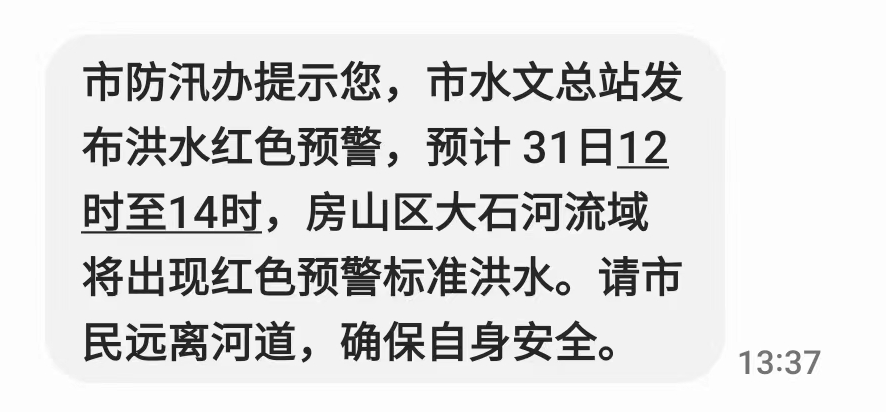 市防汛办提示您，市水文总站发
布洪水红色预警，预计 31日12
时至14时，房山区大石河流域
将出现红色预警标准洪水。请市
民远离河道，确保自身安全。
13:37